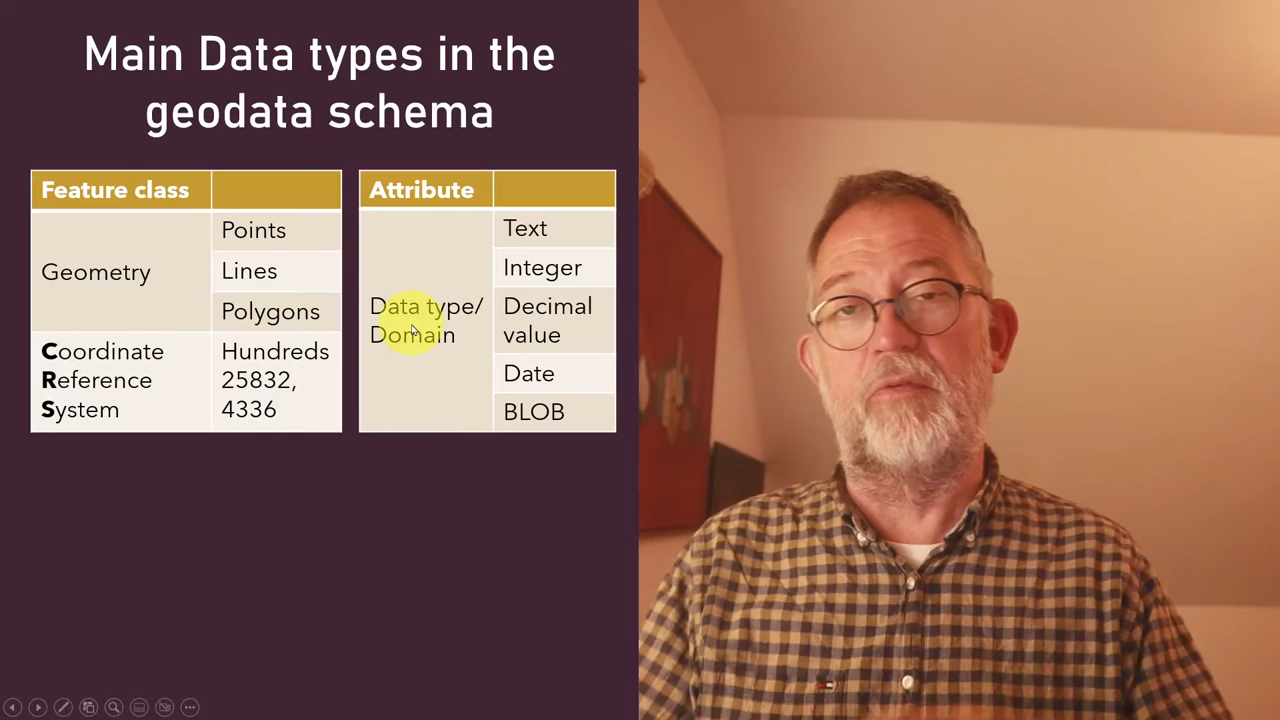 Main Data types in the
geodata schema
Feature class
Geometry
Points
Lines
Polygons
Coordinate
Reference
System
Hundreds
25832,
4336
Attribute
Data type/
Domain
Text
Integer
Decimal
value
Date
BLOB